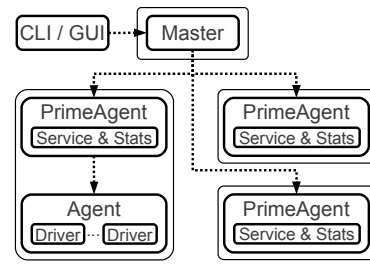 CLI / GUI
Master
PrimeAgent
Service & Stats
Agent
Driver ... Driver
PrimeAgent
Service & Stats
PrimeAgent
Service & Stats